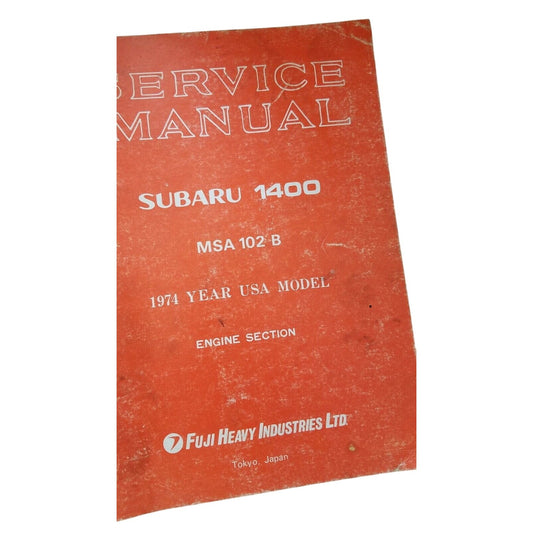 SERVICE
MANUAL
SUBARU 1400
MSA 102 B
1974 YEAR USA MODEL
ENGINE SECTION
FUJI HEAVY INDUSTRIES LTD.
Tokyo, Japan